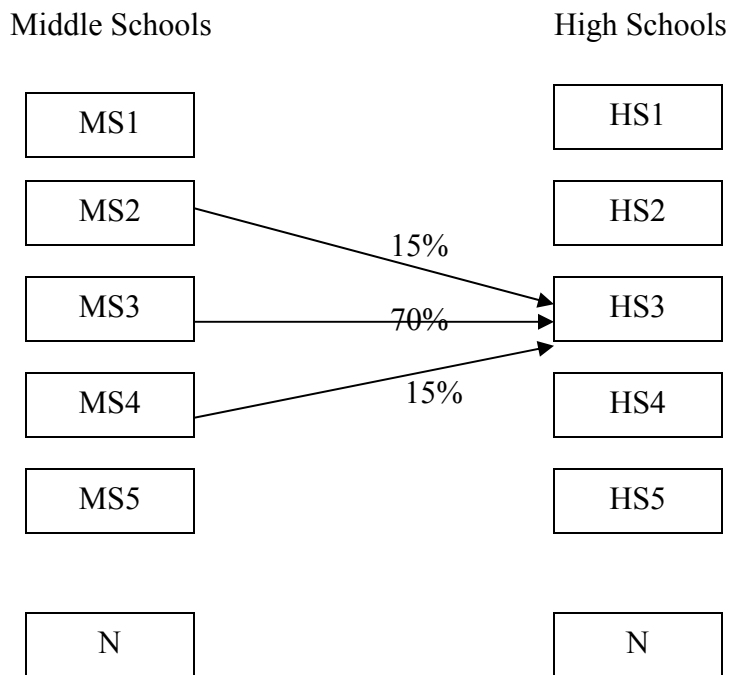 Middle Schools High Schools
MS1 HS1
MS2 HS2
15%
MS3 70% HS3
15%
MS4 HS4
MS5 HS5
N N